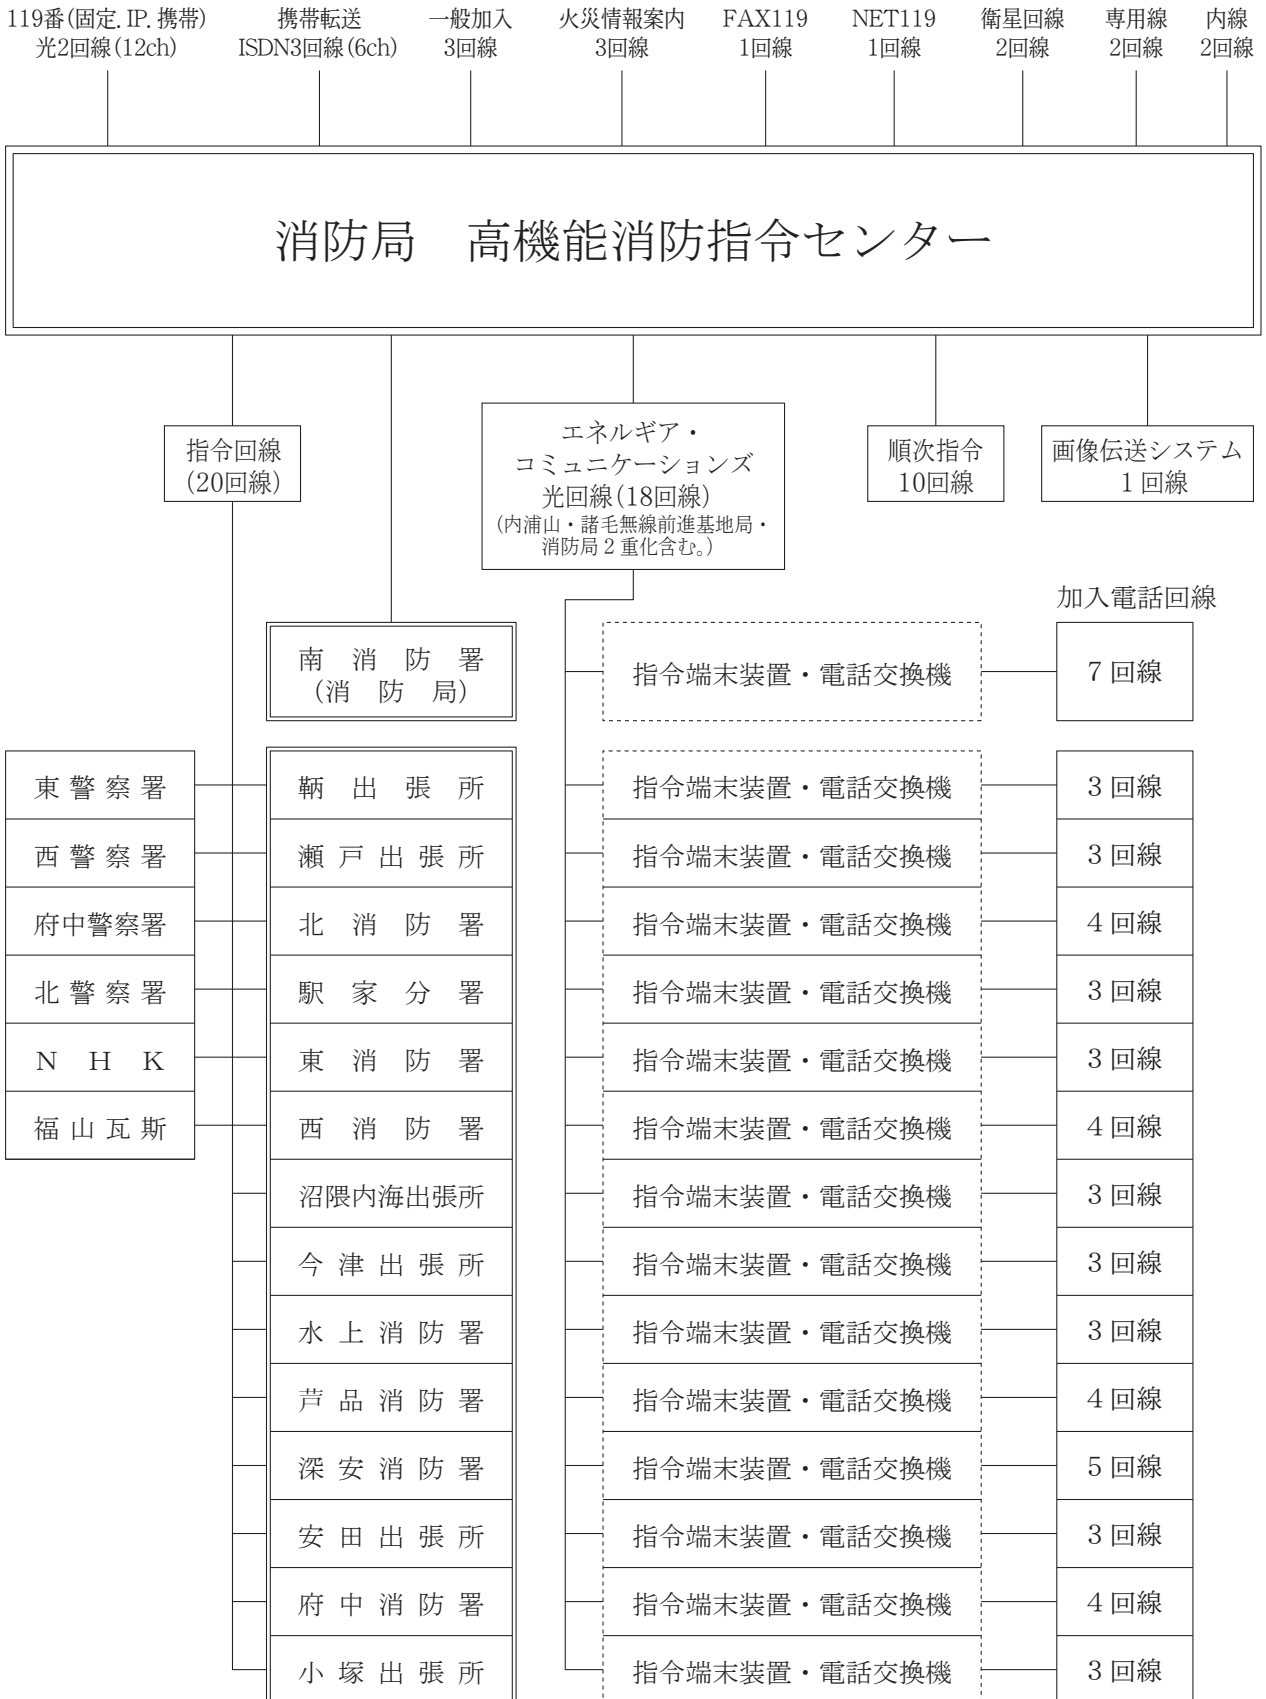 119番(固定. IP. 携帯)
光2回線(12ch)
携帯転送
ISDN3回線(6ch)
一般加入
3回線
火災情報案内
3回線
FAX119
1回線
NET119
1回線
衛星回線
2回線
専用線
2回線
内線
2回線
消防局　高機能消防指令センター
指令回線
(20回線)
エネルギア・
コミュニケーションズ
光回線(18回線)
(内浦山・諸毛無線前進基地局・
消防局２重化含む。)
順次指令
10回線
画像伝送システム
１回線
加入電話回線
南消防署
(消防局)
指令端末装置・電話交換機
７回線
東警察署
鞆出張所
指令端末装置・電話交換機
３回線
西警察署
瀬戸出張所
指令端末装置・電話交換機
３回線
府中警察署
北消防署
指令端末装置・電話交換機
４回線
北警察署
駅家分署
指令端末装置・電話交換機
３回線
ＮＨＫ
東消防署
指令端末装置・電話交換機
３回線
福山瓦斯
西消防署
指令端末装置・電話交換機
４回線
沼隈内海出張所
指令端末装置・電話交換機
３回線
今津出張所
指令端末装置・電話交換機
３回線
水上消防署
指令端末装置・電話交換機
３回線
芦品消防署
指令端末装置・電話交換機
４回線
深安消防署
指令端末装置・電話交換機
５回線
安田出張所
指令端末装置・電話交換機
３回線
府中消防署
指令端末装置・電話交換機
４回線
小塚出張所
指令端末装置・電話交換機
３回線